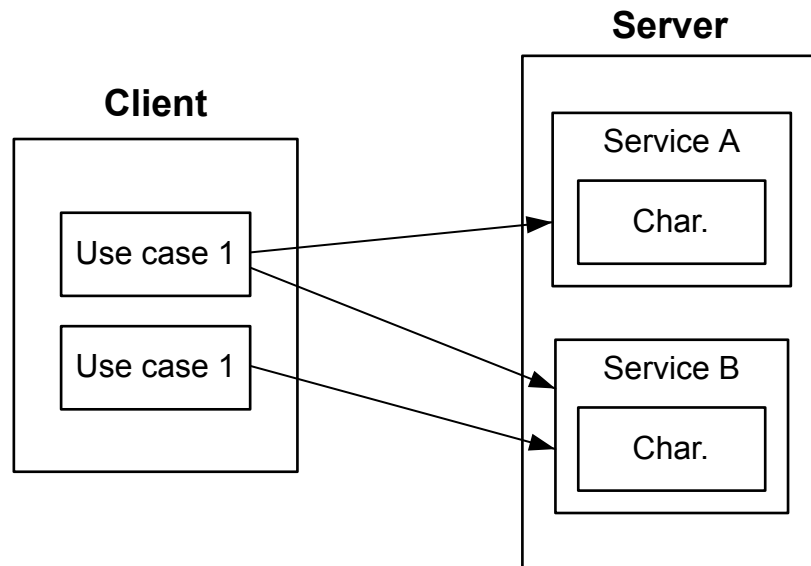 Server
Client
Service A
Char.
Use case 1
Use case 1
Service B
Char.